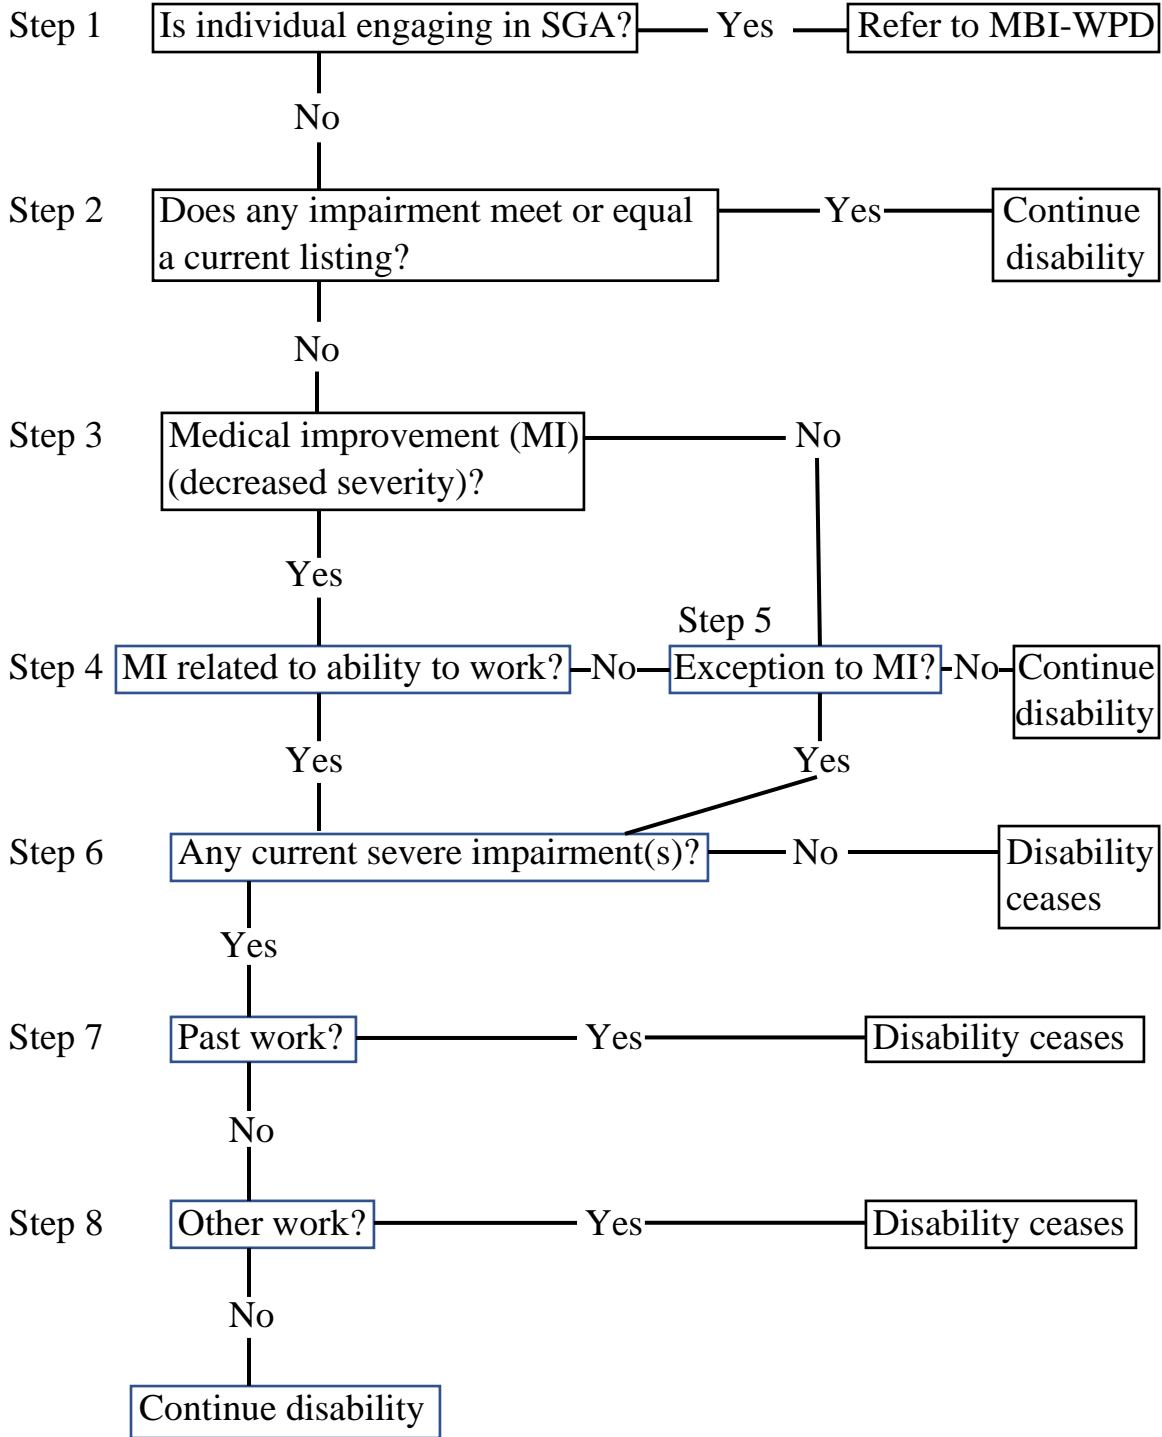 Step 1
Is individual engaging in SGA?
Yes
Refer to MBI-WPD
No
Step 2
Does any impairment meet or equal
a current listing?
Yes
Continue
disability
No
Step 3
Medical improvement (MI)
(decreased severity)?
No
Yes
Step 5
Step 4
MI related to ability to work?
No
Exception to MI?
No
Continue
disability
Yes
Yes
Step 6
Any current severe impairment(s)?
No
Disability
ceases
Yes
Step 7
Past work?
Yes
Disability ceases
No
Step 8
Other work?
Yes
Disability ceases
No
Continue disability